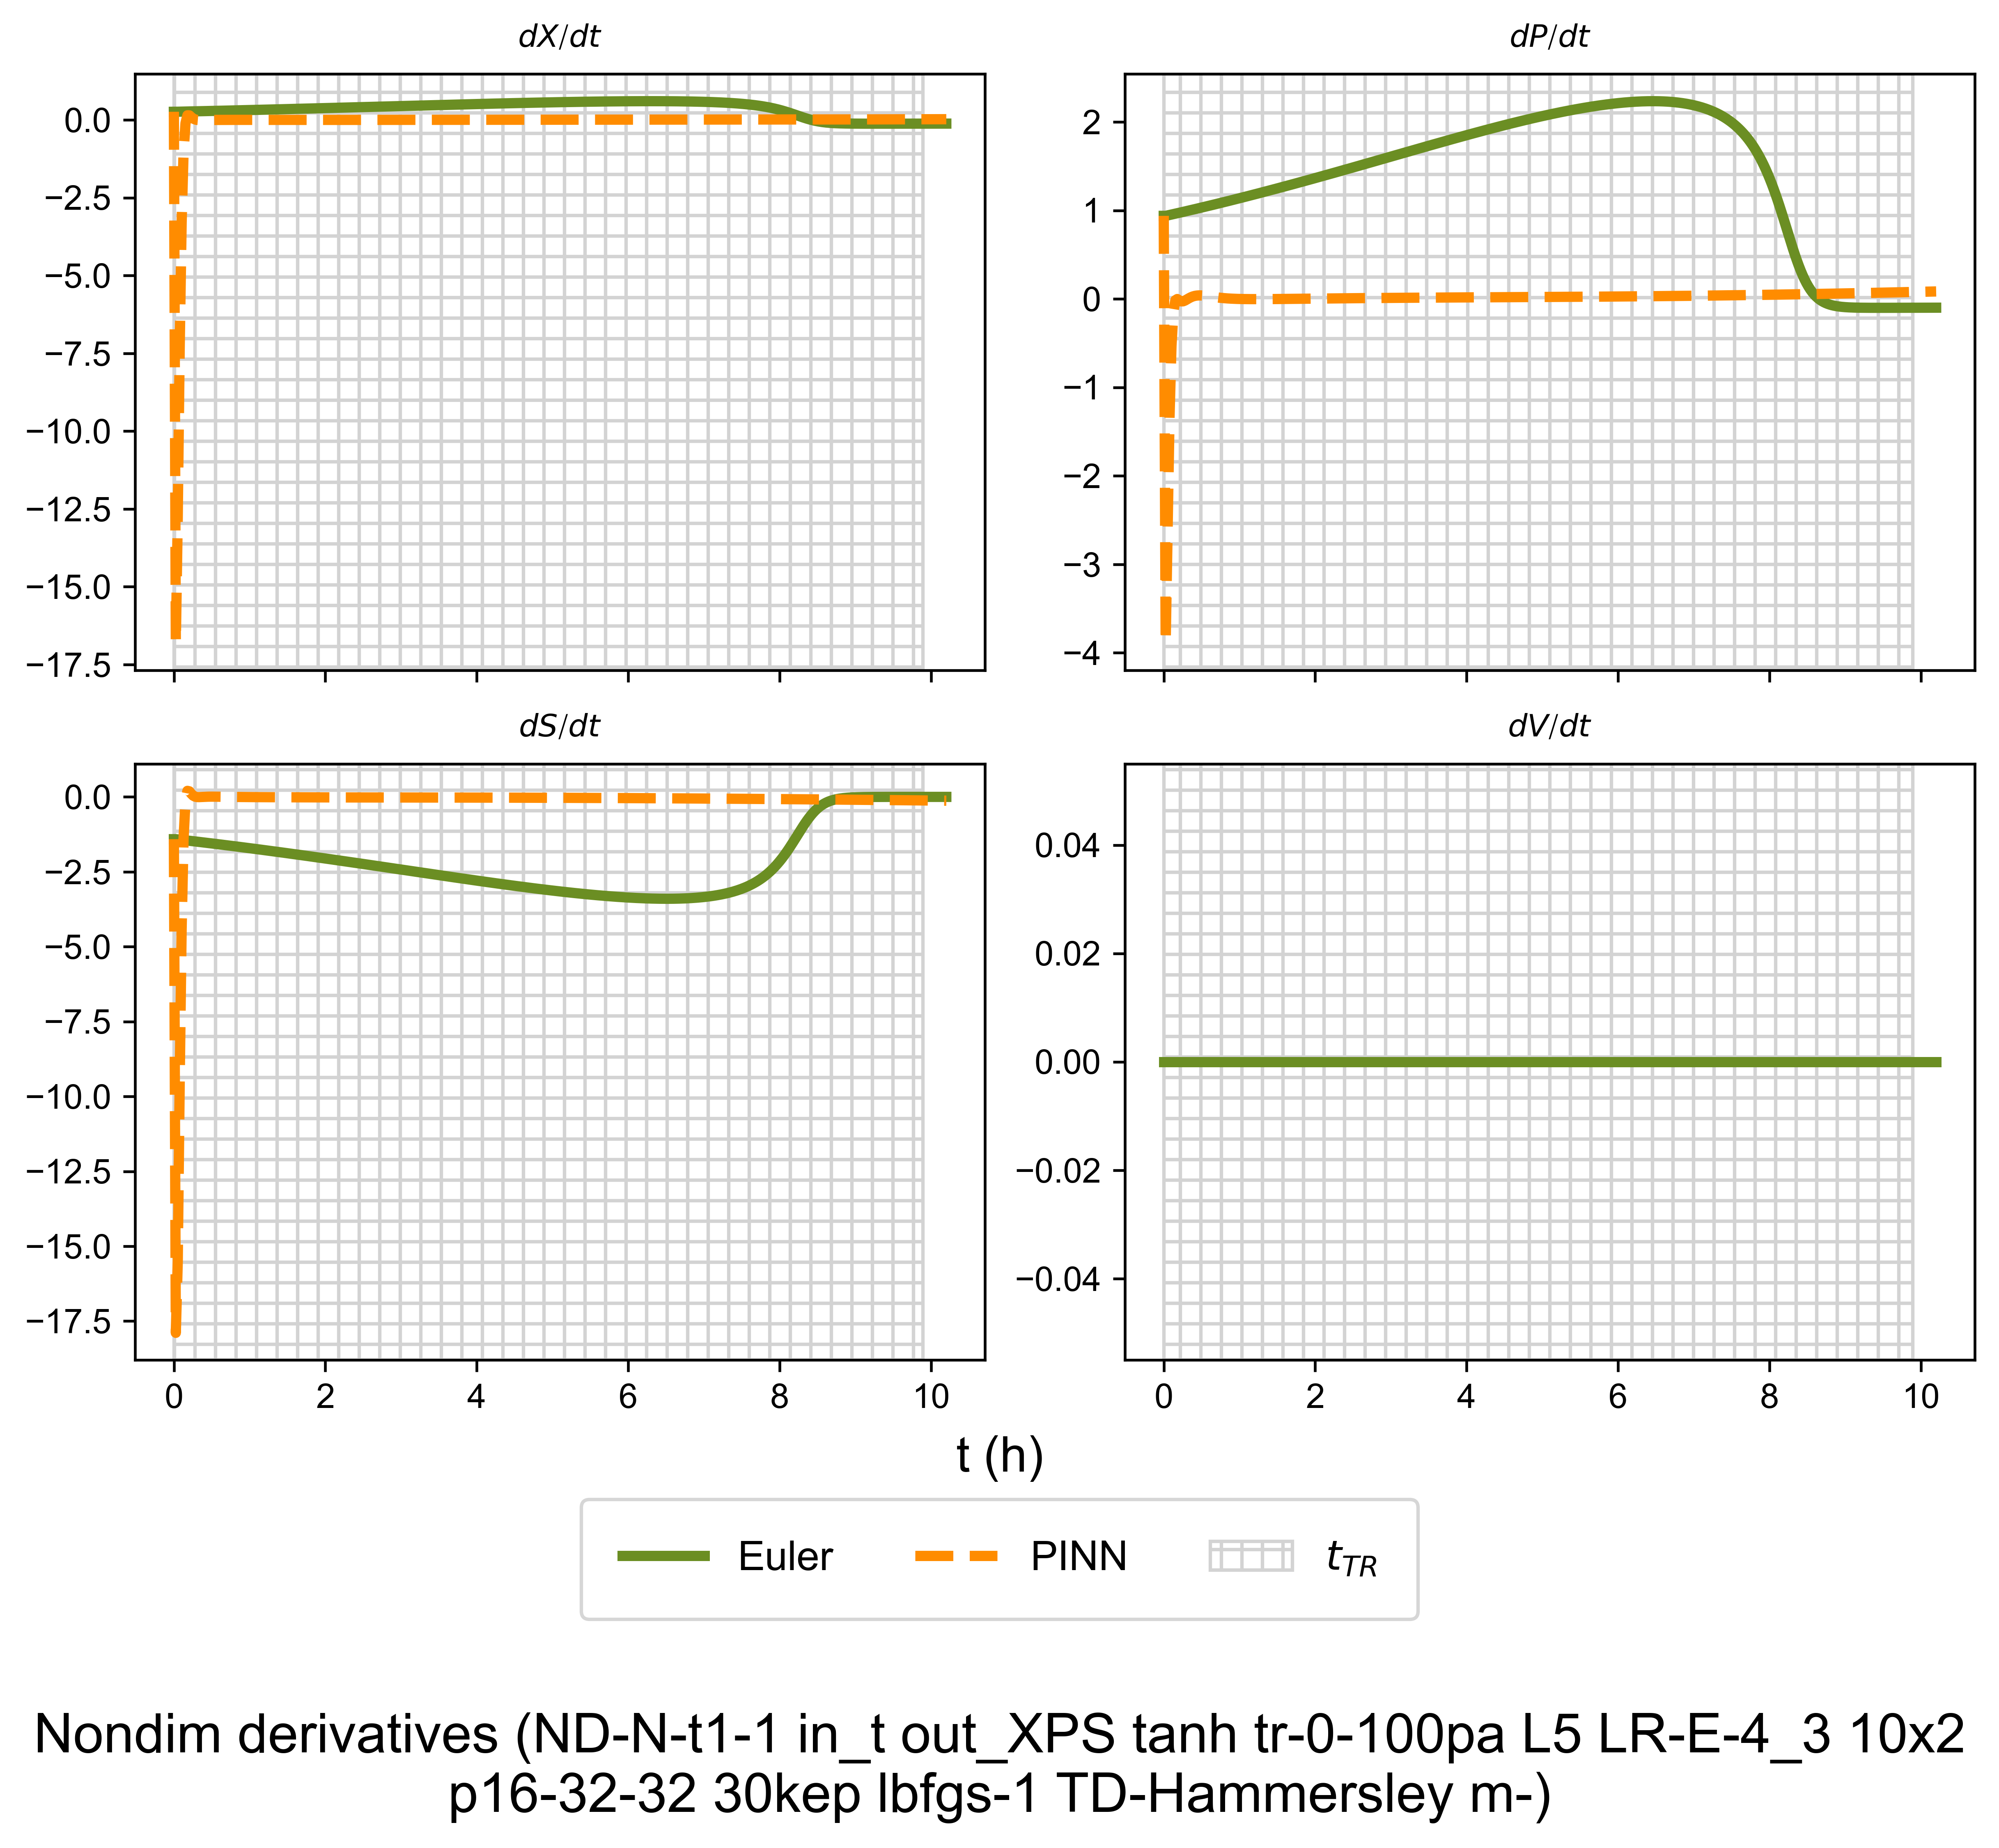 dX/dt
dP/dt
0.0
−2.5
−5.0
−7.5
−10.0
−12.5
−15.0
−17.5
2
1
0
−1
−2
−3
−4
dS/dt
dV/dt
0.0
−2.5
−5.0
−7.5
−10.0
−12.5
−15.0
−17.5
0.04
0.02
0.00
−0.02
−0.04
0 2 4 6 8 10
0 2 4 6 8 10
t (h)
Euler PINN t_TR
Nondim derivatives (ND-N-t1-1 in_t out_XPS tanh tr-0-100pa L5 LR-E-4_3 10x2
p16-32-32 30kep lbfgs-1 TD-Hammersley m-)